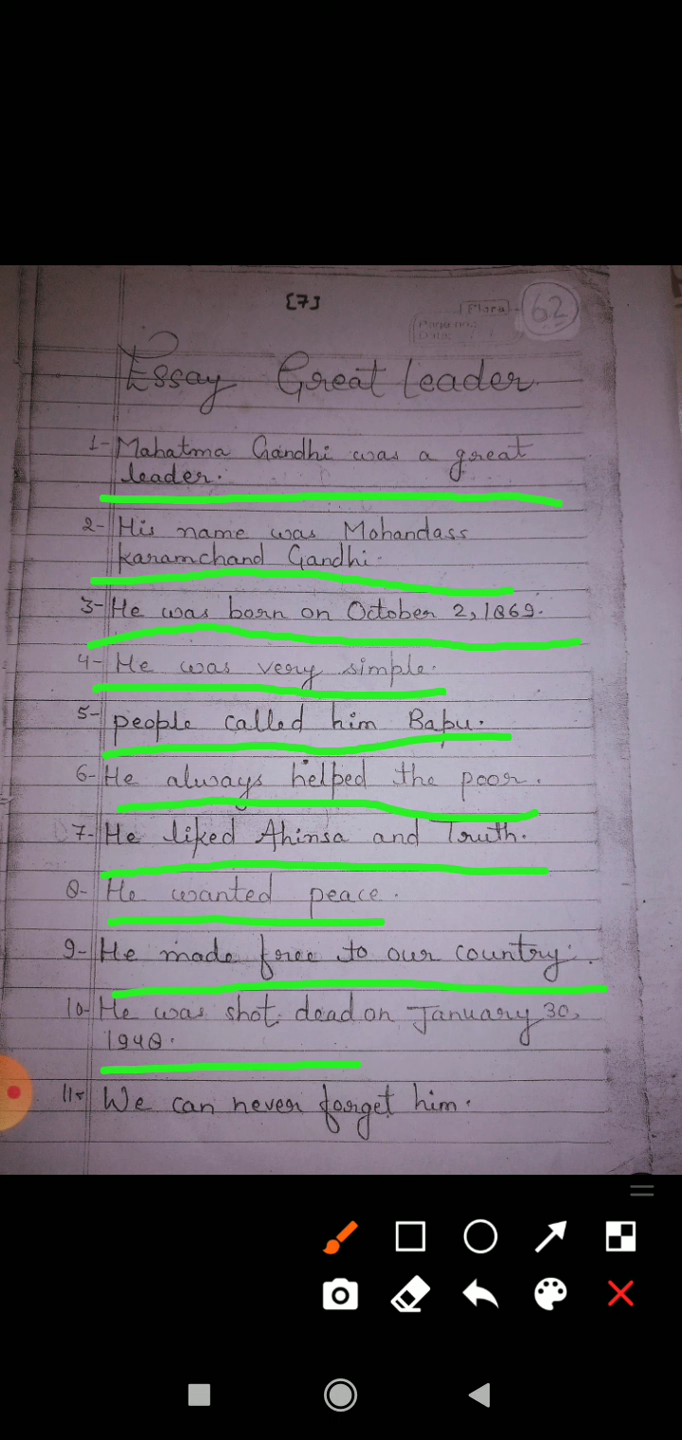 [7]
Flora
62
Essay Great Leader
1- Mahatma Gandhi was a great
leader.
2- His name was Mohandass
karamchand Gandhi.
3- He was born on October 2, 1869.
4- He was very simple.
5- people called him Bapu.
6- He always helped the poor.
7- He liked Ahinsa and Truth.
8- He wanted peace.
9- He made free to our country.
10- He was shot dead on January 30,
1948.
11- We can never forget him.